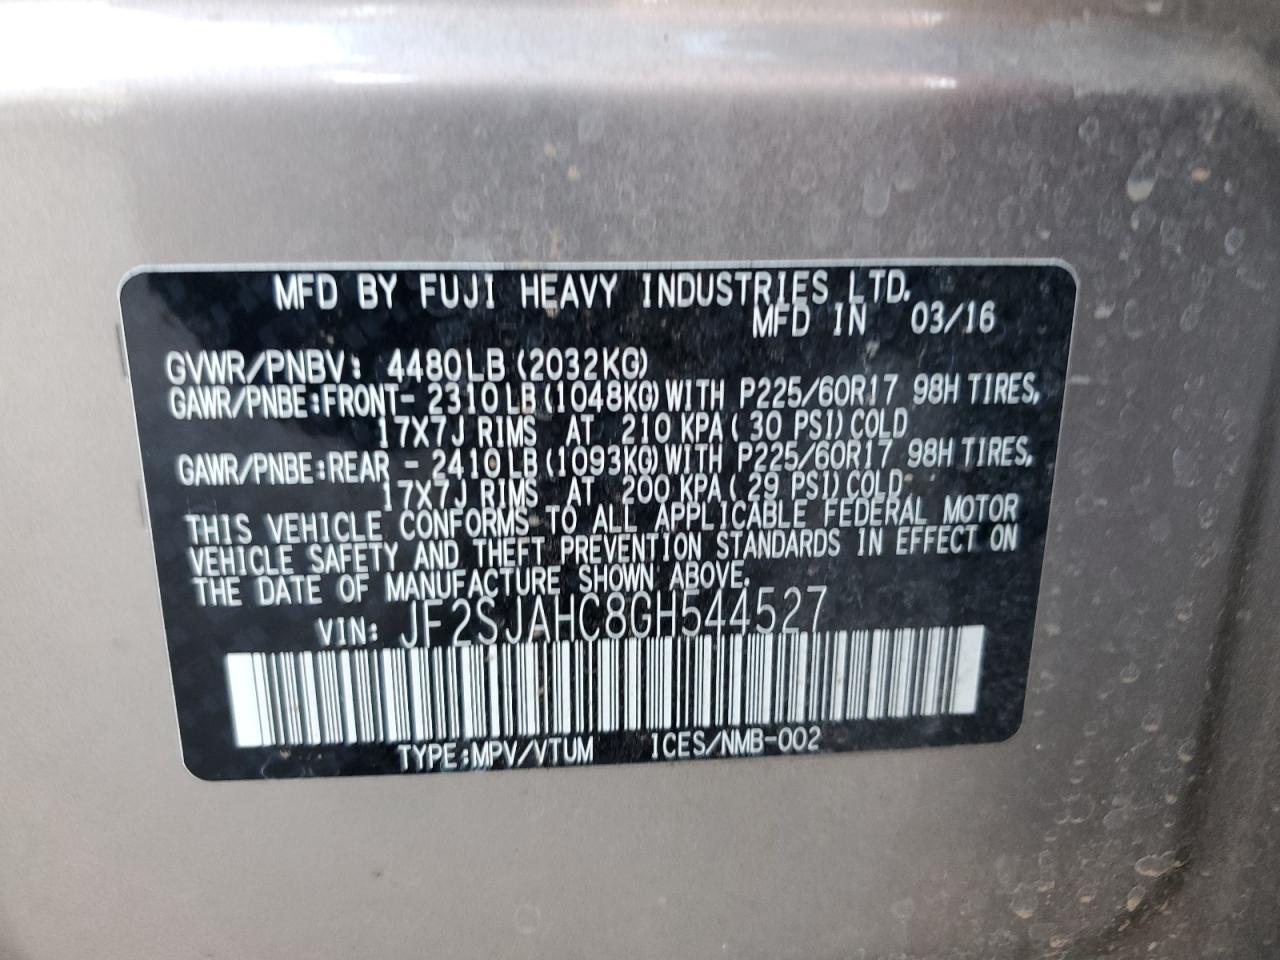 MFD BY FUJI HEAVY INDUSTRIES LTD.
MFD IN 03/16
GVWR/PNBV: 4480LB (2032KG)
GAWR/PNBE:FRONT- 2310LB (1048KG) WITH P225/60R17 98H TIRES,
17X7J RIMS AT 210 KPA (30 PSI) COLD
GAWR/PNBE:REAR - 2410LB (1093KG) WITH P225/60R17 98H TIRES,
17X7J RIMS AT 200 KPA (29 PSI) COLD
THIS VEHICLE CONFORMS TO ALL APPLICABLE FEDERAL MOTOR
VEHICLE SAFETY AND THEFT PREVENTION STANDARDS IN EFFECT ON
THE DATE OF MANUFACTURE SHOWN ABOVE.
VIN: JF2SJAHC8GH544527
TYPE:MPV/VTUM ICES/NMB-002